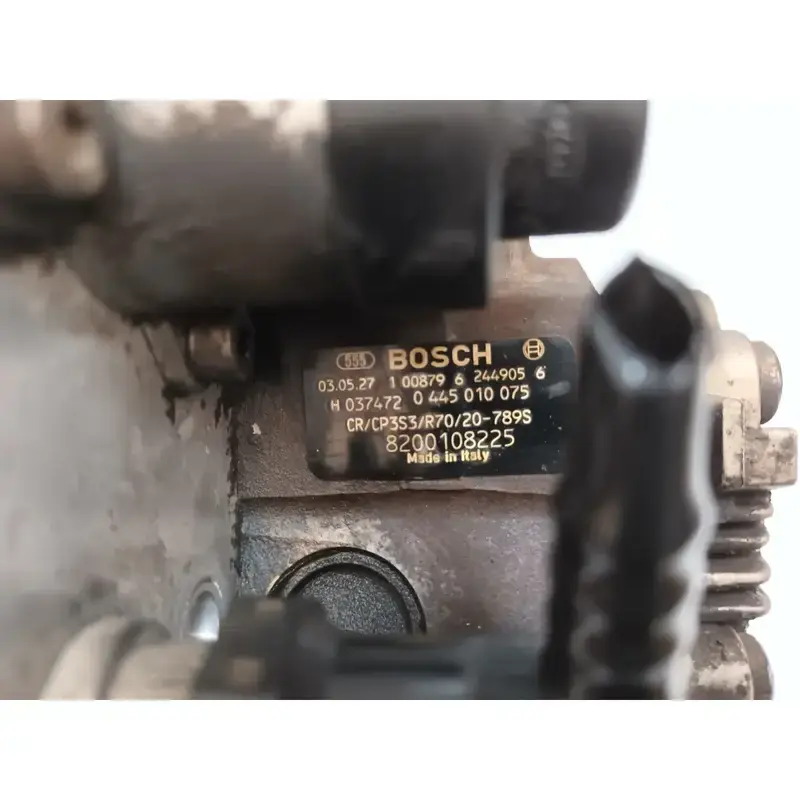 555 BOSCH
03.05.27 1 00879 6 244905 6
H 037472 0 445 010 075
CR/CP3S3/R70/20-789S
8200108225
Made in Italy